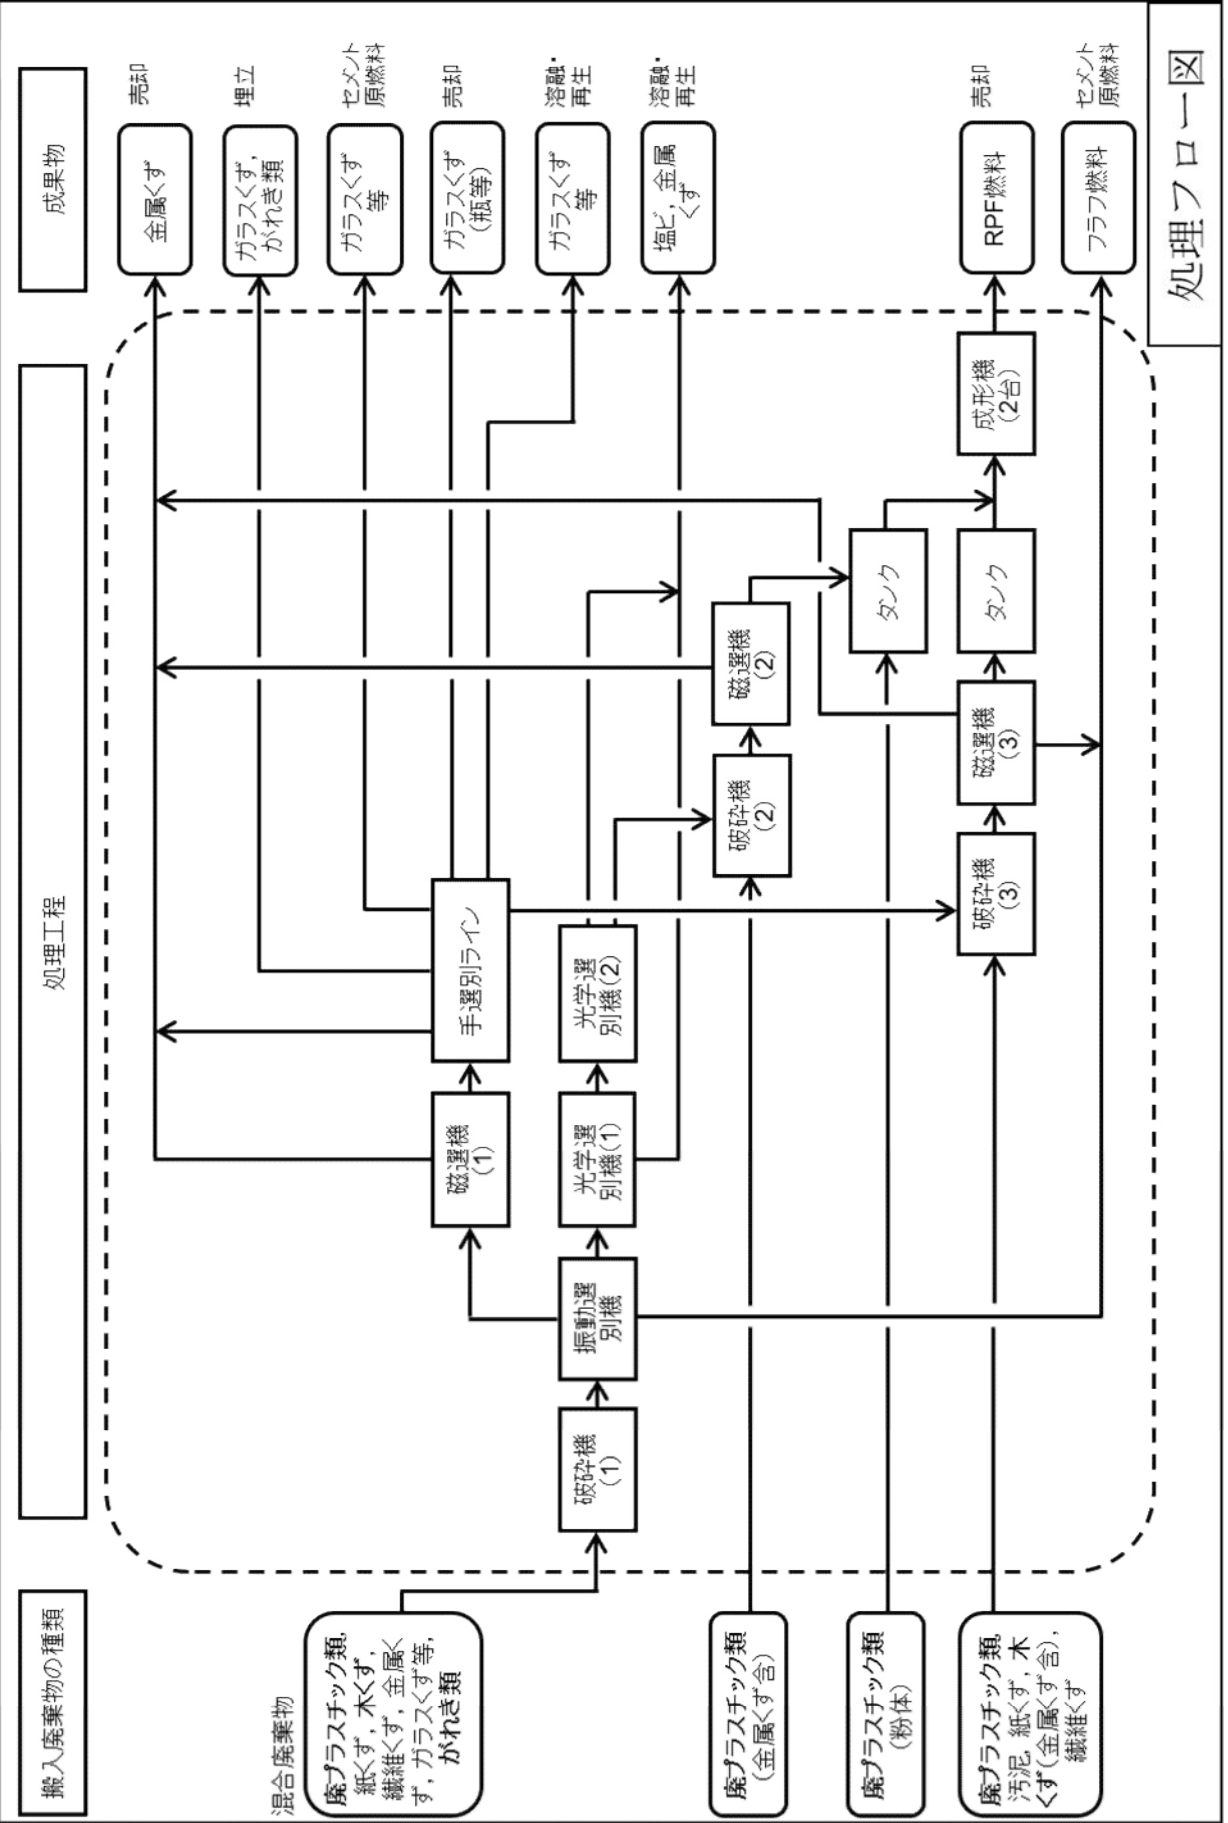 搬入廃棄物の種類
処理工程
成果物
混合廃棄物
廃プラスチック類,
紙くず, 木くず,
繊維くず, 金属く
ず, ガラスくず等,
がれき類
廃プラスチック類
(金属くず含)
廃プラスチック類
(粉体)
廃プラスチック類,
汚泥, 紙くず, 木
くず(金属くず含),
繊維くず
破砕機
(1)
振動選
別機
磁選機
(1)
光学選
別機(1)
手選別ライン
光学選
別機(2)
破砕機
(2)
磁選機
(2)
破砕機
(3)
磁選機
(3)
タンク
タンク
成形機
(2台)
金属くず
売却
ガラスくず,
がれき類
埋立
ガラスくず
等
セメント
原燃料
ガラスくず
(瓶等)
売却
ガラスくず
等
溶融・
再生
塩ビ, 金属
くず
溶融・
再生
RPF燃料
売却
フラフ燃料
セメント
原燃料
処理フロー図